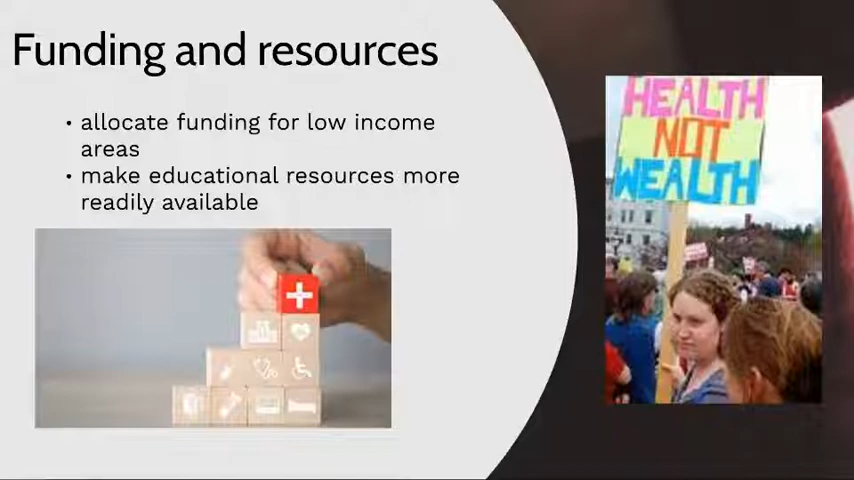 Funding and resources
• allocate funding for low income
areas
• make educational resources more
readily available
HEALTH
NOT
WEALTH